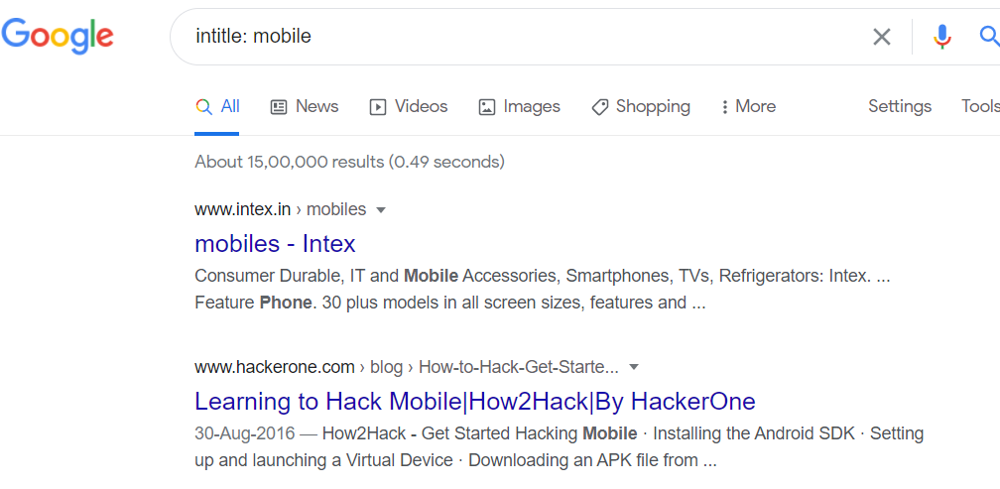 Google
intitle: mobile
All News Videos Images Shopping More Settings Tools
About 15,00,000 results (0.49 seconds)
www.intex.in › mobiles
mobiles - Intex
Consumer Durable, IT and Mobile Accessories, Smartphones, TVs, Refrigerators: Intex. ...
Feature Phone. 30 plus models in all screen sizes, features and ...
www.hackerone.com › blog › How-to-Hack-Get-Starte...
Learning to Hack Mobile|How2Hack|By HackerOne
30-Aug-2016 — How2Hack - Get Started Hacking Mobile · Installing the Android SDK · Setting
up and launching a Virtual Device · Downloading an APK file from ...